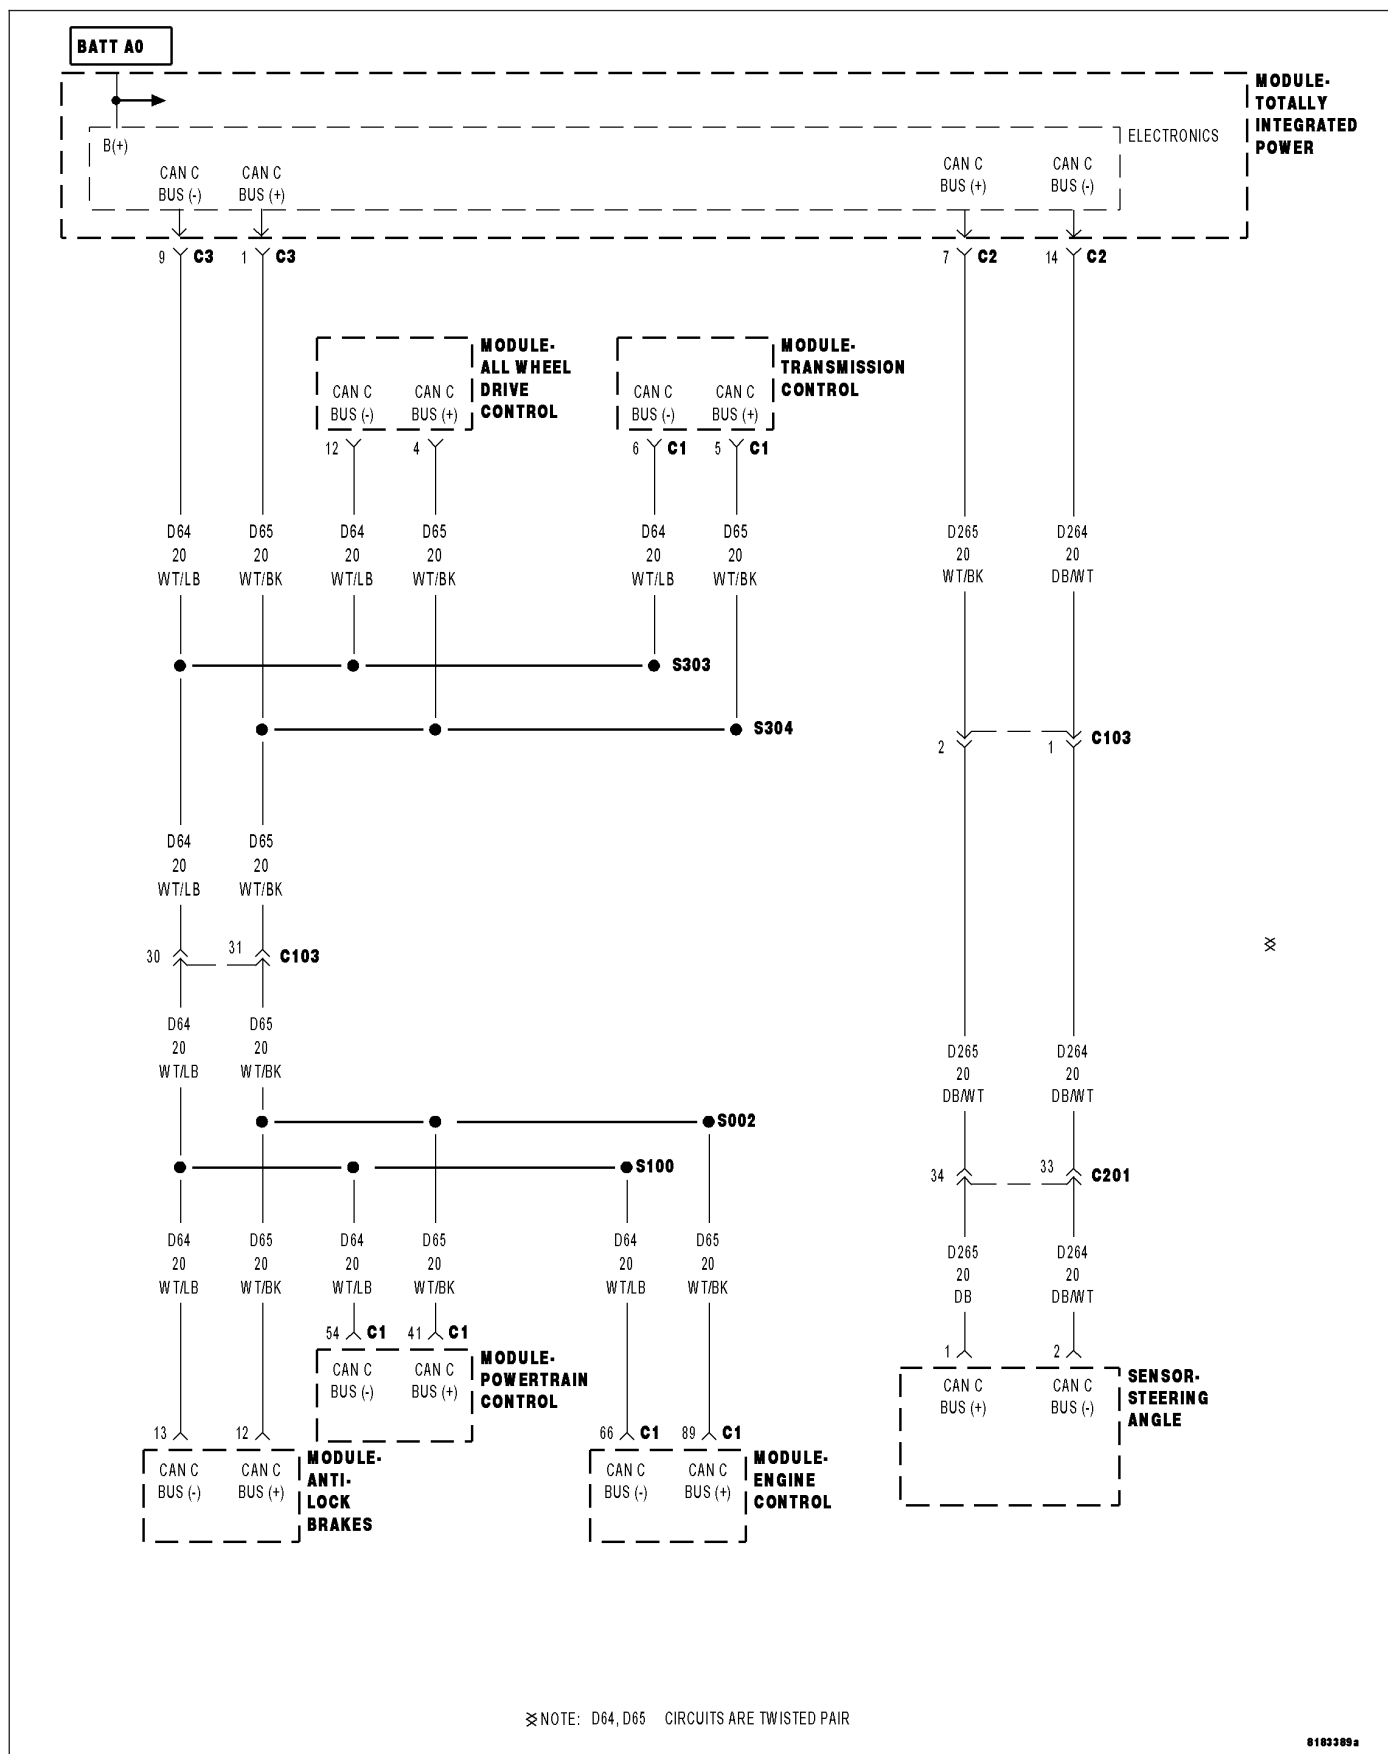 BATT A0
MODULE-
TOTALLY
INTEGRATED
POWER
B(+)
ELECTRONICS
CAN C
BUS (-)
CAN C
BUS (+)
CAN C
BUS (+)
CAN C
BUS (-)
9 C3
1 C3
7 C2
14 C2
MODULE-
ALL WHEEL
DRIVE
CONTROL
CAN C
BUS (-)
CAN C
BUS (+)
MODULE-
TRANSMISSION
CONTROL
CAN C
BUS (-)
CAN C
BUS (+)
12
4
6 C1
5 C1
D64
20
WT/LB
D65
20
WT/BK
D64
20
WT/LB
D65
20
WT/BK
D64
20
WT/LB
D65
20
WT/BK
D265
20
WT/BK
D264
20
DB/WT
S303
S304
2
1
C103
D64
20
WT/LB
D65
20
WT/BK
30
31
C103
D64
20
WT/LB
D65
20
WT/BK
D265
20
DB/WT
D264
20
DB/WT
S002
S100
34
33
C201
D64
20
WT/LB
D65
20
WT/BK
D64
20
WT/LB
D65
20
WT/BK
D64
20
WT/LB
D65
20
WT/BK
D265
20
DB
D264
20
DB/WT
54 C1
41 C1
1
2
MODULE-
POWERTRAIN
CONTROL
CAN C
BUS (-)
CAN C
BUS (+)
CAN C
BUS (+)
CAN C
BUS (-)
SENSOR-
STEERING
ANGLE
13
12
66 C1
89 C1
CAN C
BUS (-)
CAN C
BUS (+)
MODULE-
ANTI-
LOCK
BRAKES
CAN C
BUS (-)
CAN C
BUS (+)
MODULE-
ENGINE
CONTROL
NOTE: D64, D65 CIRCUITS ARE TWISTED PAIR
8183389a